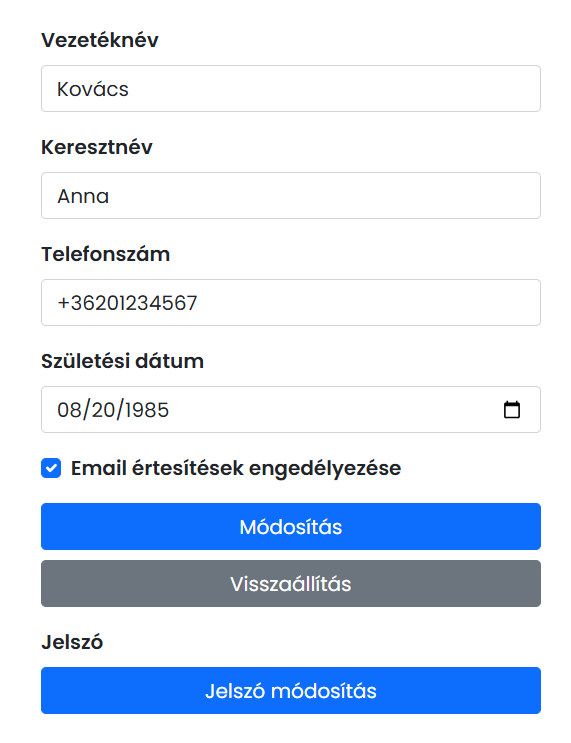 Vezetéknév
Kovács
Keresztnév
Anna
Telefonszám
+36201234567
Születési dátum
08/20/1985
Email értesítések engedélyezése
Módosítás
Visszaállítás
Jelszó
Jelszó módosítás